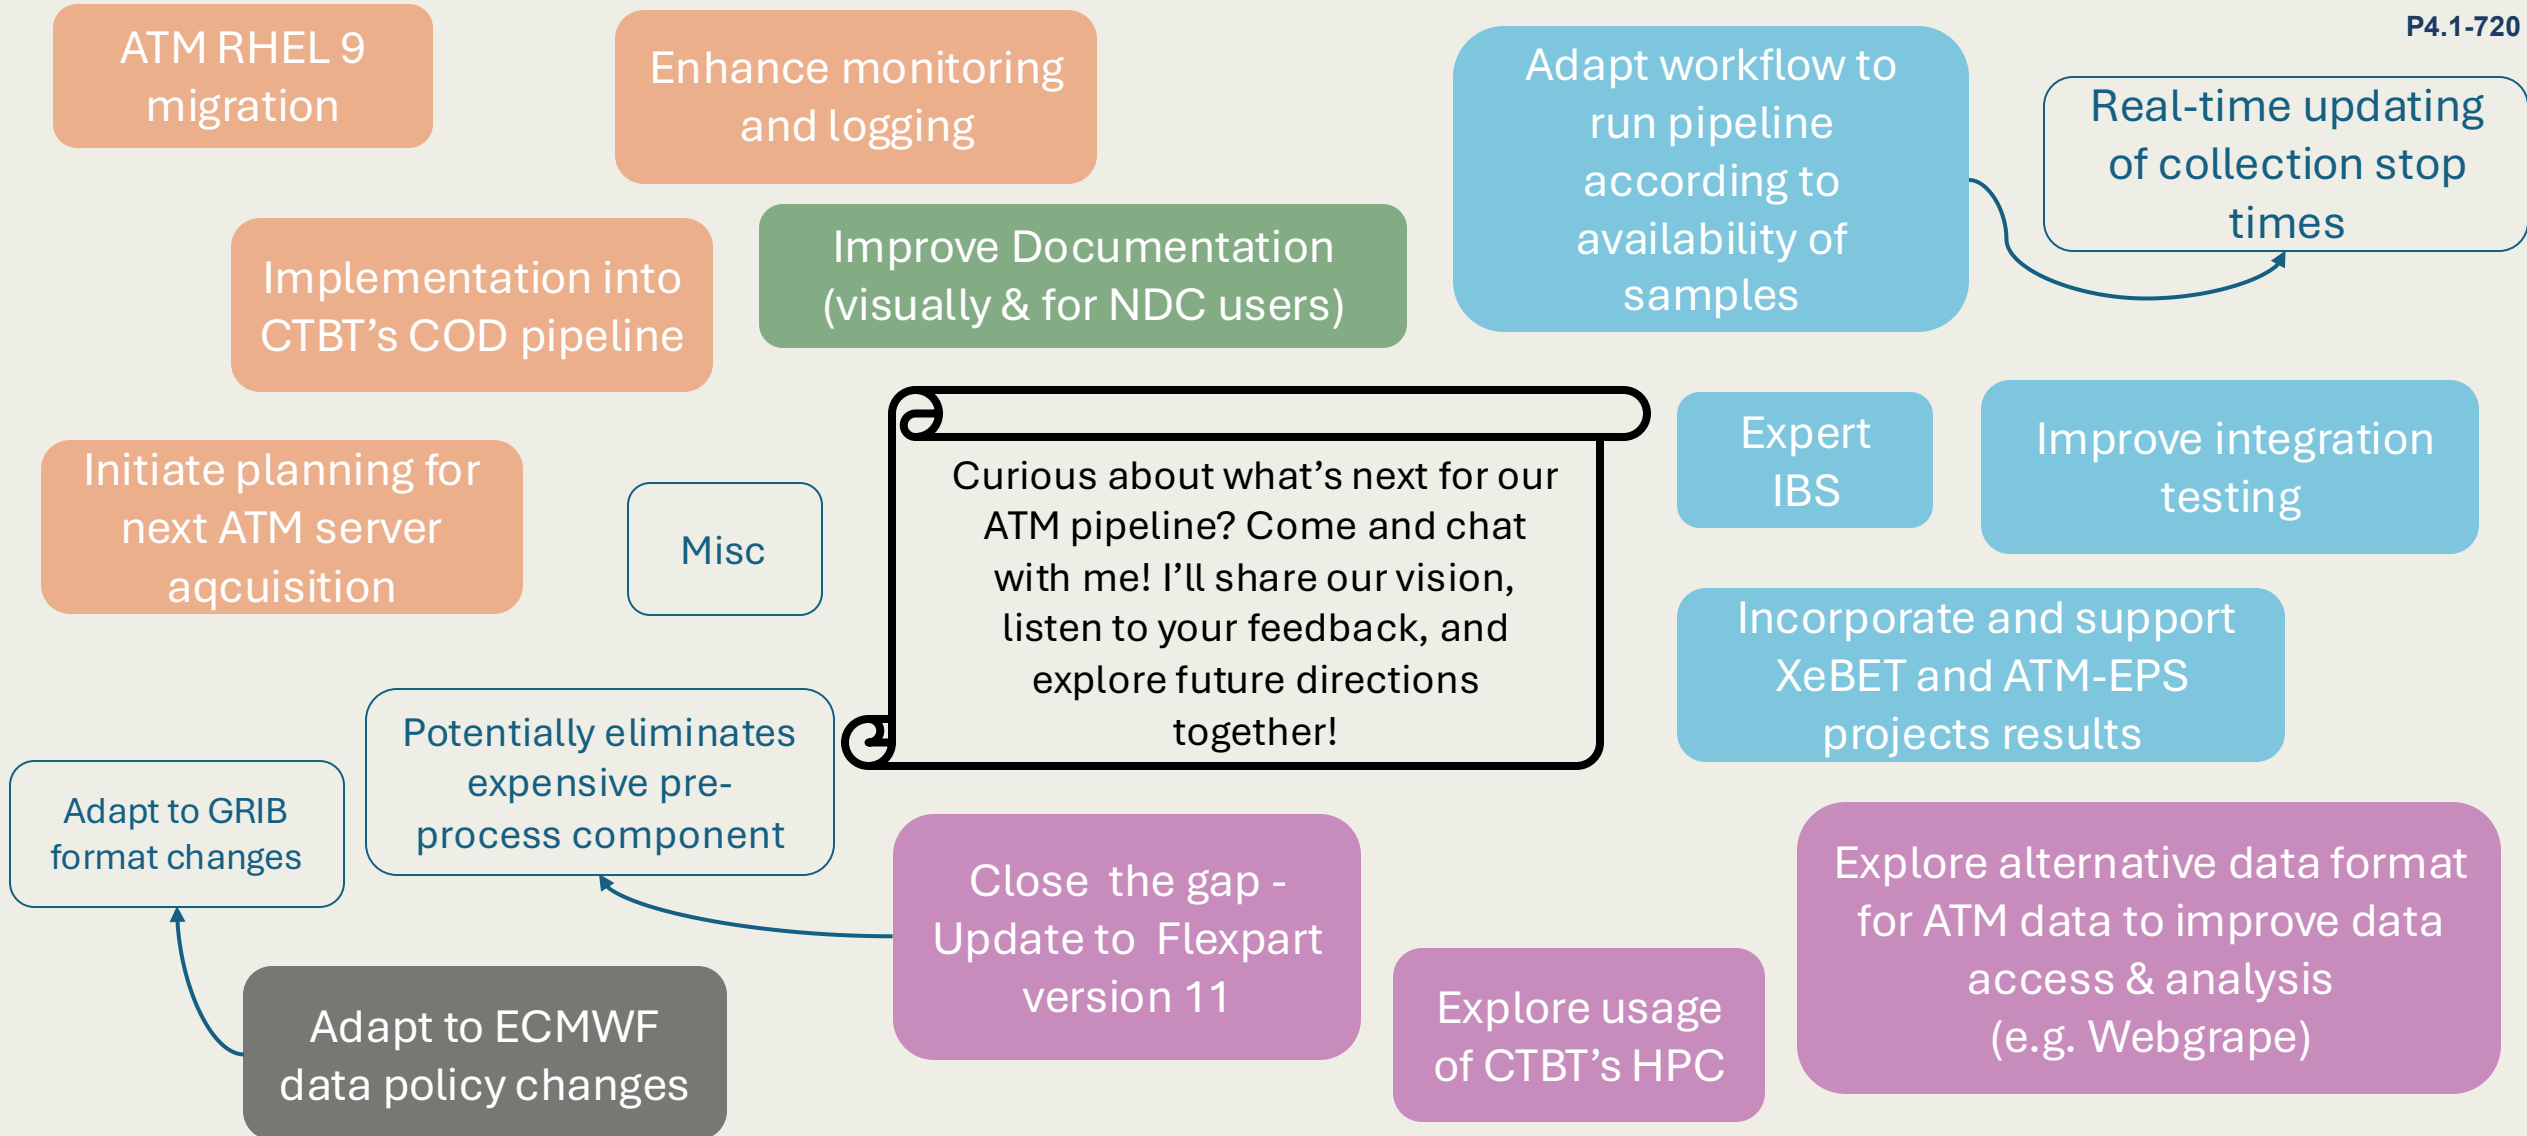 P4.1-720
ATM RHEL 9
migration
Enhance monitoring
and logging
Adapt workflow to
run pipeline
according to
availability of
samples
Real-time updating
of collection stop
times
Implementation into
CTBT’s COD pipeline
Improve Documentation
(visually & for NDC users)
Initiate planning for
next ATM server
aqcuisition
Misc
Curious about what’s next for our
ATM pipeline? Come and chat
with me! I’ll share our vision,
listen to your feedback, and
explore future directions
together!
Expert
IBS
Improve integration
testing
Incorporate and support
XeBET and ATM-EPS
projects results
Adapt to GRIB
format changes
Potentially eliminates
expensive pre-
process component
Close the gap -
Update to Flexpart
version 11
Explore alternative data format
for ATM data to improve data
access & analysis
(e.g. Webgrape)
Adapt to ECMWF
data policy changes
Explore usage
of CTBT’s HPC